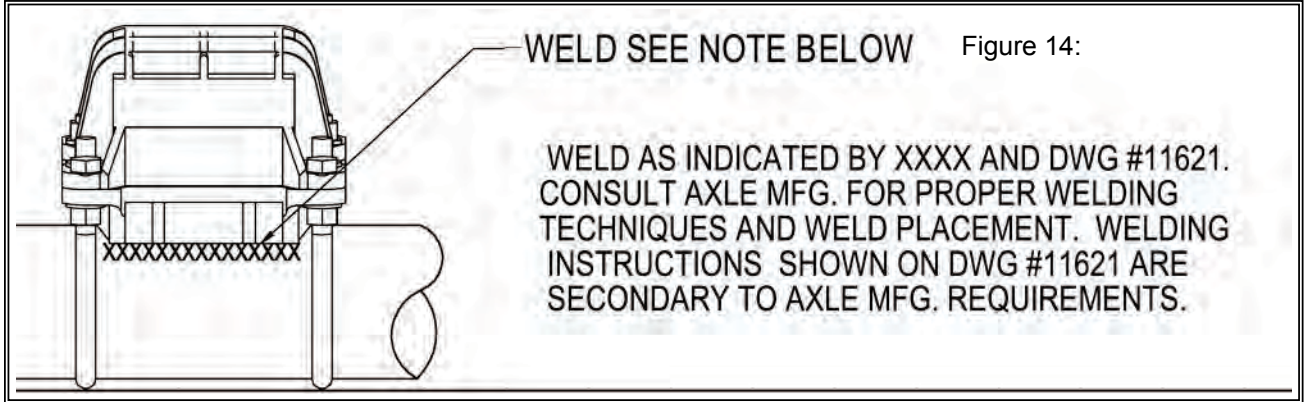 WELD SEE NOTE BELOW Figure 14:
WELD AS INDICATED BY XXXX AND DWG #11621.
CONSULT AXLE MFG. FOR PROPER WELDING
TECHNIQUES AND WELD PLACEMENT. WELDING
INSTRUCTIONS SHOWN ON DWG #11621 ARE
SECONDARY TO AXLE MFG. REQUIREMENTS.